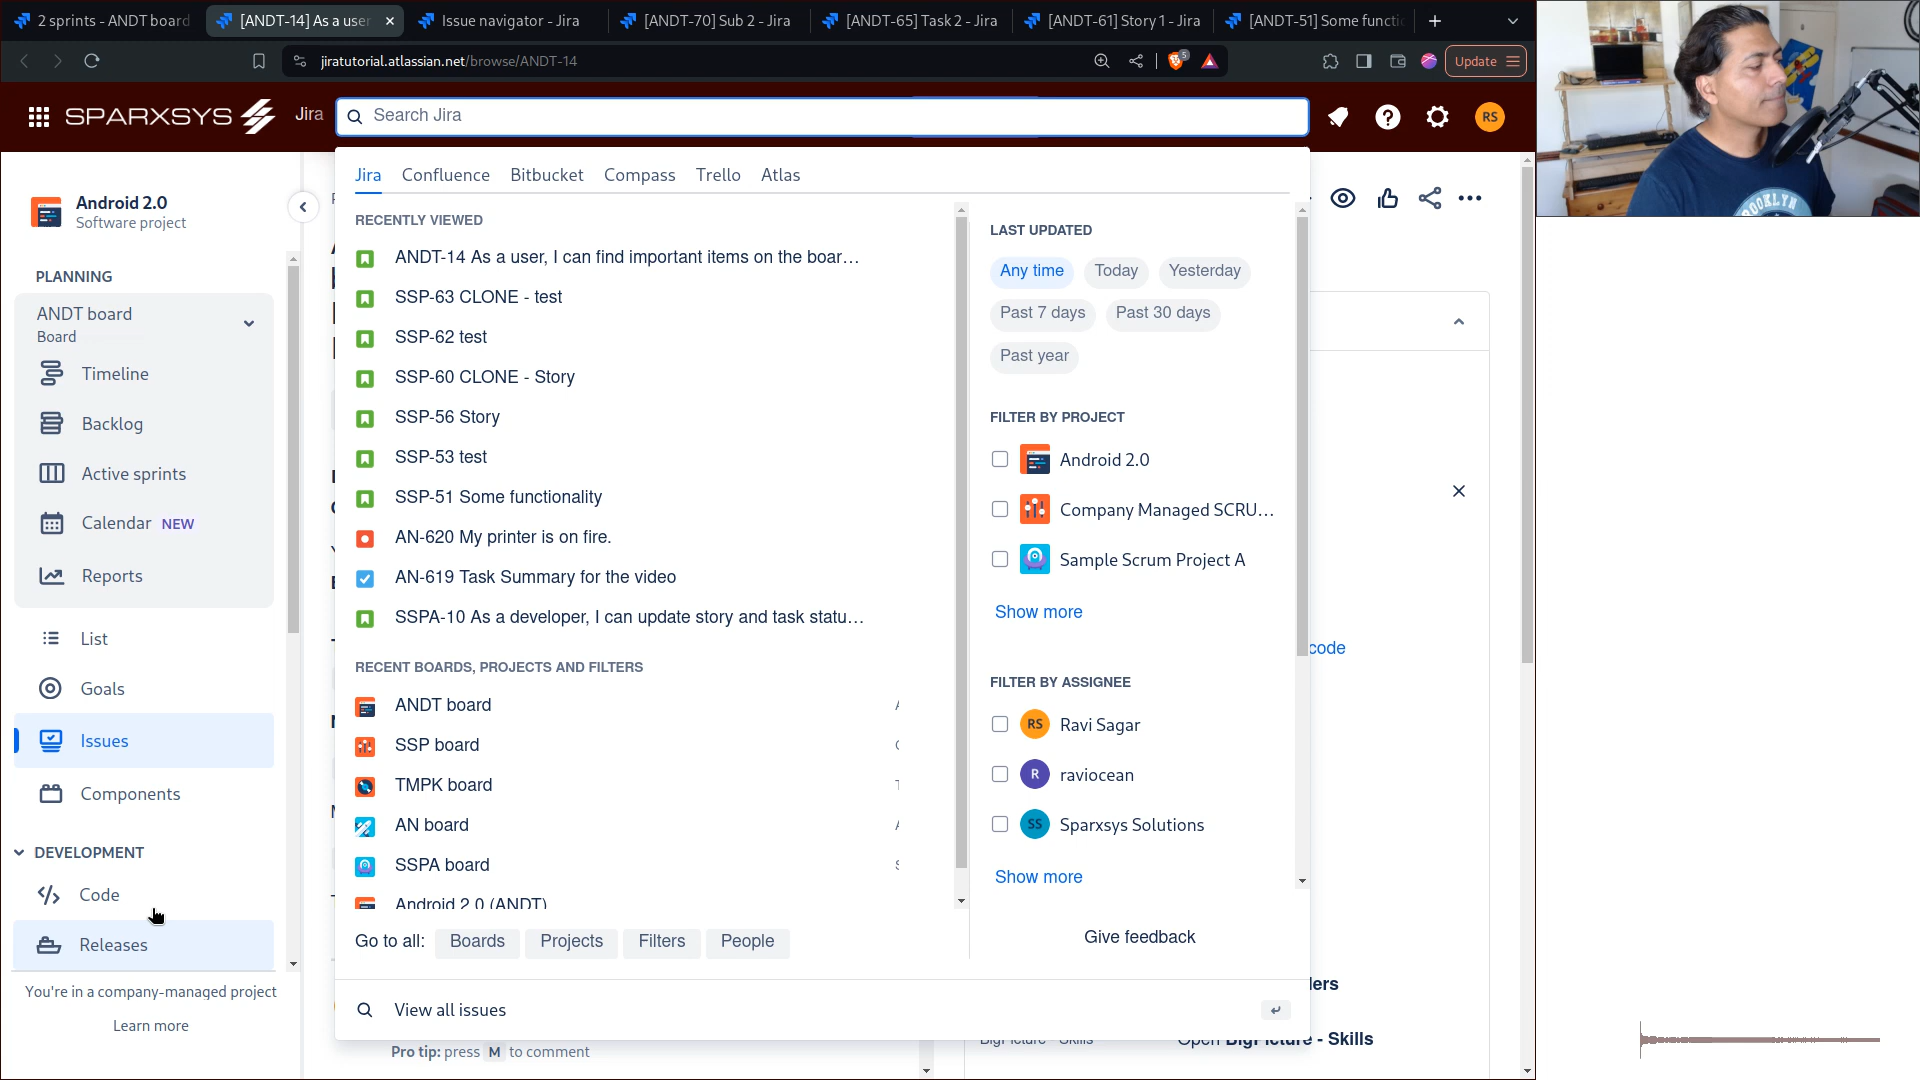 2 sprints - ANDT board
[ANDT-14] As a user
Issue navigator - Jira
[ANDT-70] Sub 2 - Jira
[ANDT-65] Task 2 - Jira
[ANDT-61] Story 1 - Jira
[ANDT-51] Some functi
jiratutorial.atlassian.net/browse/ANDT-14
5
Update
SPARXSYS
Jira
Search Jira
RS
BROOKLYN
Android 2.0
Software project
PLANNING
ANDT board
Board
Timeline
Backlog
Active sprints
Calendar NEW
Reports
List
Goals
Issues
Components
DEVELOPMENT
Code
Releases
You're in a company-managed project
Learn more
Jira Confluence Bitbucket Compass Trello Atlas
RECENTLY VIEWED
ANDT-14 As a user, I can find important items on the boar…
SSP-63 CLONE - test
SSP-62 test
SSP-60 CLONE - Story
SSP-56 Story
SSP-53 test
SSP-51 Some functionality
AN-620 My printer is on fire.
AN-619 Task Summary for the video
SSPA-10 As a developer, I can update story and task statu…
RECENT BOARDS, PROJECTS AND FILTERS
ANDT board
SSP board
TMPK board
AN board
SSPA board
Android 2.0 (ANDT)
Go to all: Boards Projects Filters People
View all issues
LAST UPDATED
Any time Today Yesterday
Past 7 days Past 30 days
Past year
FILTER BY PROJECT
Android 2.0
Company Managed SCRU…
Sample Scrum Project A
Show more
FILTER BY ASSIGNEE
RS Ravi Sagar
R raviocean
SS Sparxsys Solutions
Show more
Give feedback
code
Pro tip: press M to comment
BigPicture - Skills
Open BigPicture - Skills